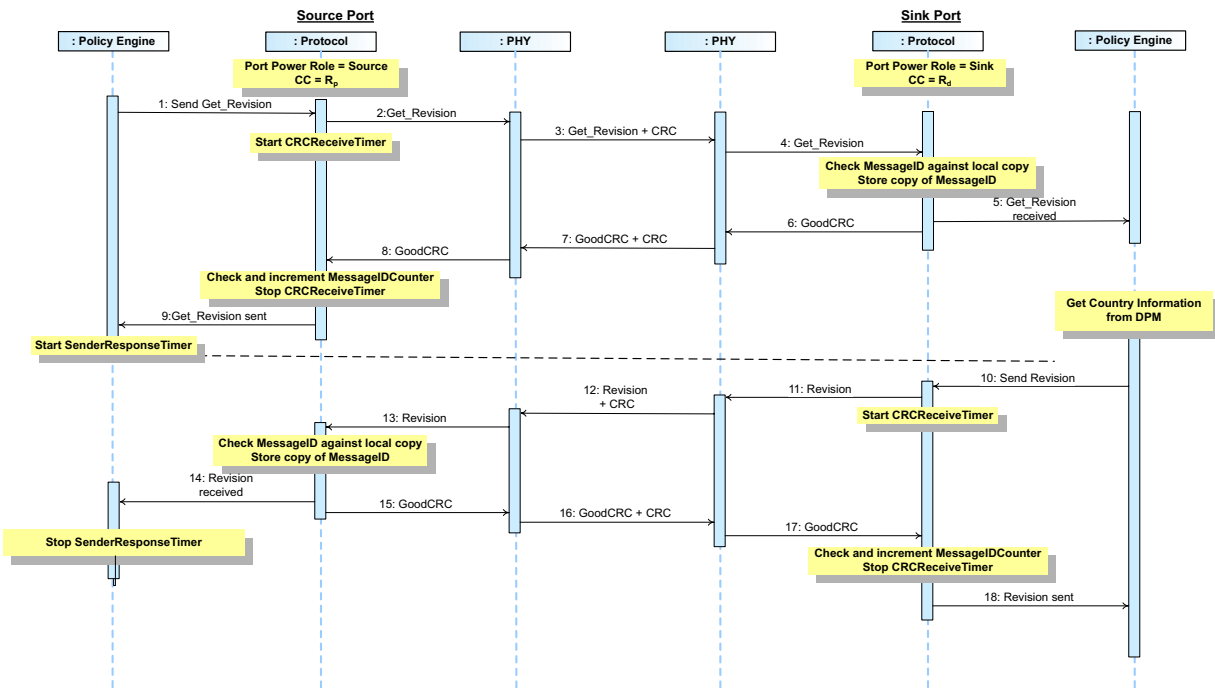 Source Port
Sink Port
: Policy Engine
: Protocol
: PHY
: PHY
: Protocol
: Policy Engine
Port Power Role = Source
CC = Rp
Port Power Role = Sink
CC = Rd
1: Send Get_Revision
2:Get_Revision
Start CRCReceiveTimer
3: Get_Revision + CRC
4: Get_Revision
Check MessageID against local copy
Store copy of MessageID
5: Get_Revision
received
6: GoodCRC
7: GoodCRC + CRC
8: GoodCRC
Check and increment MessageIDCounter
Stop CRCReceiveTimer
9:Get_Revision sent
Start SenderResponseTimer
Get Country Information
from DPM
10: Send Revision
11: Revision
Start CRCReceiveTimer
12: Revision
+ CRC
13: Revision
Check MessageID against local copy
Store copy of MessageID
14: Revision
received
15: GoodCRC
Stop SenderResponseTimer
16: GoodCRC + CRC
17: GoodCRC
Check and increment MessageIDCounter
Stop CRCReceiveTimer
18: Revision sent